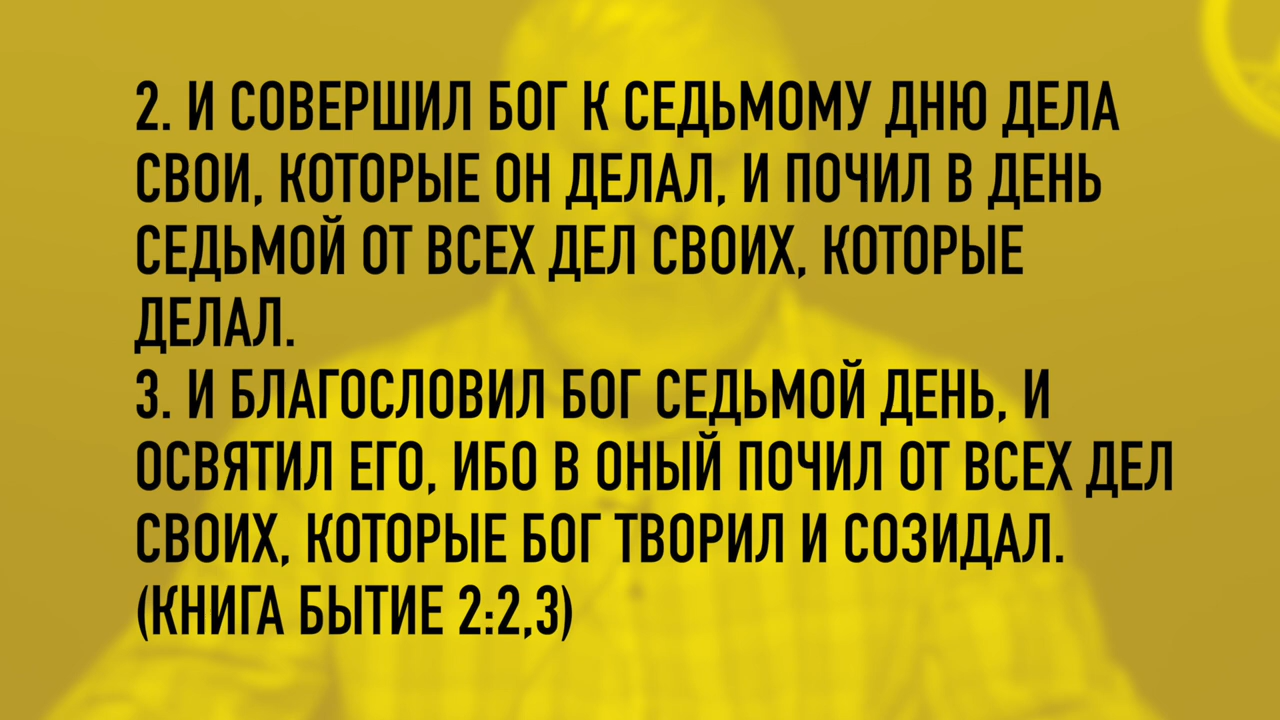 2. И СОВЕРШИЛ БОГ К СЕДЬМОМУ ДНЮ ДЕЛА
СВОИ, КОТОРЫЕ ОН ДЕЛАЛ, И ПОЧИЛ В ДЕНЬ
СЕДЬМОЙ ОТ ВСЕХ ДЕЛ СВОИХ, КОТОРЫЕ
ДЕЛАЛ.
3. И БЛАГОСЛОВИЛ БОГ СЕДЬМОЙ ДЕНЬ, И
ОСВЯТИЛ ЕГО, ИБО В ОНЫЙ ПОЧИЛ ОТ ВСЕХ ДЕЛ
СВОИХ, КОТОРЫЕ БОГ ТВОРИЛ И СОЗИДАЛ.
(КНИГА БЫТИЕ 2:2,3)